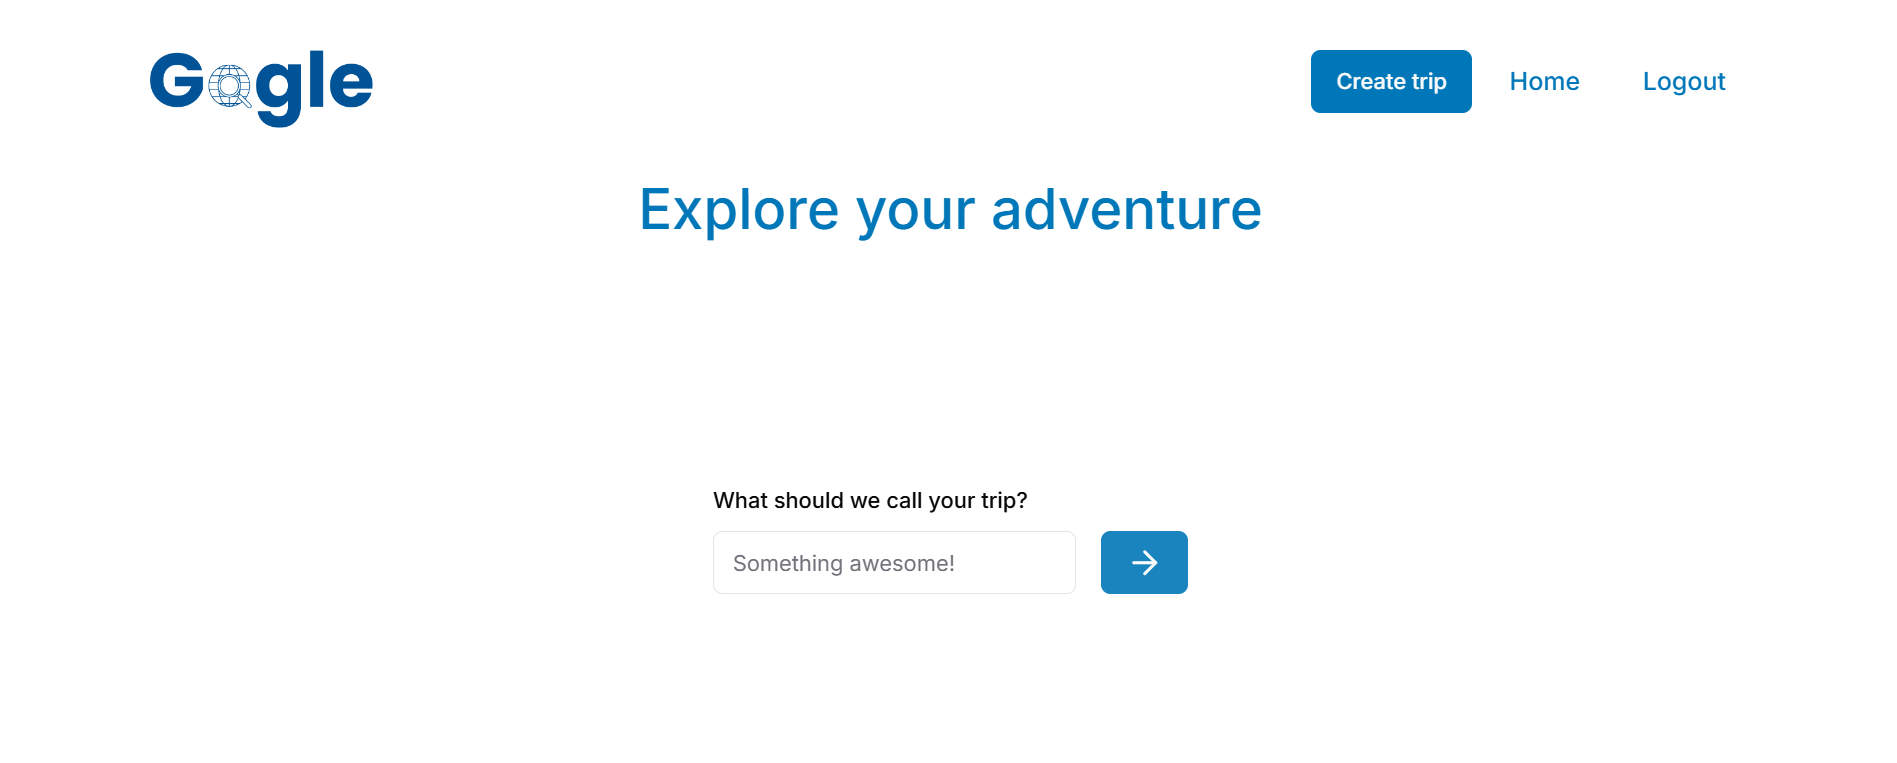 Gogle
Create trip
Home
Logout
Explore your adventure
What should we call your trip?
Something awesome!